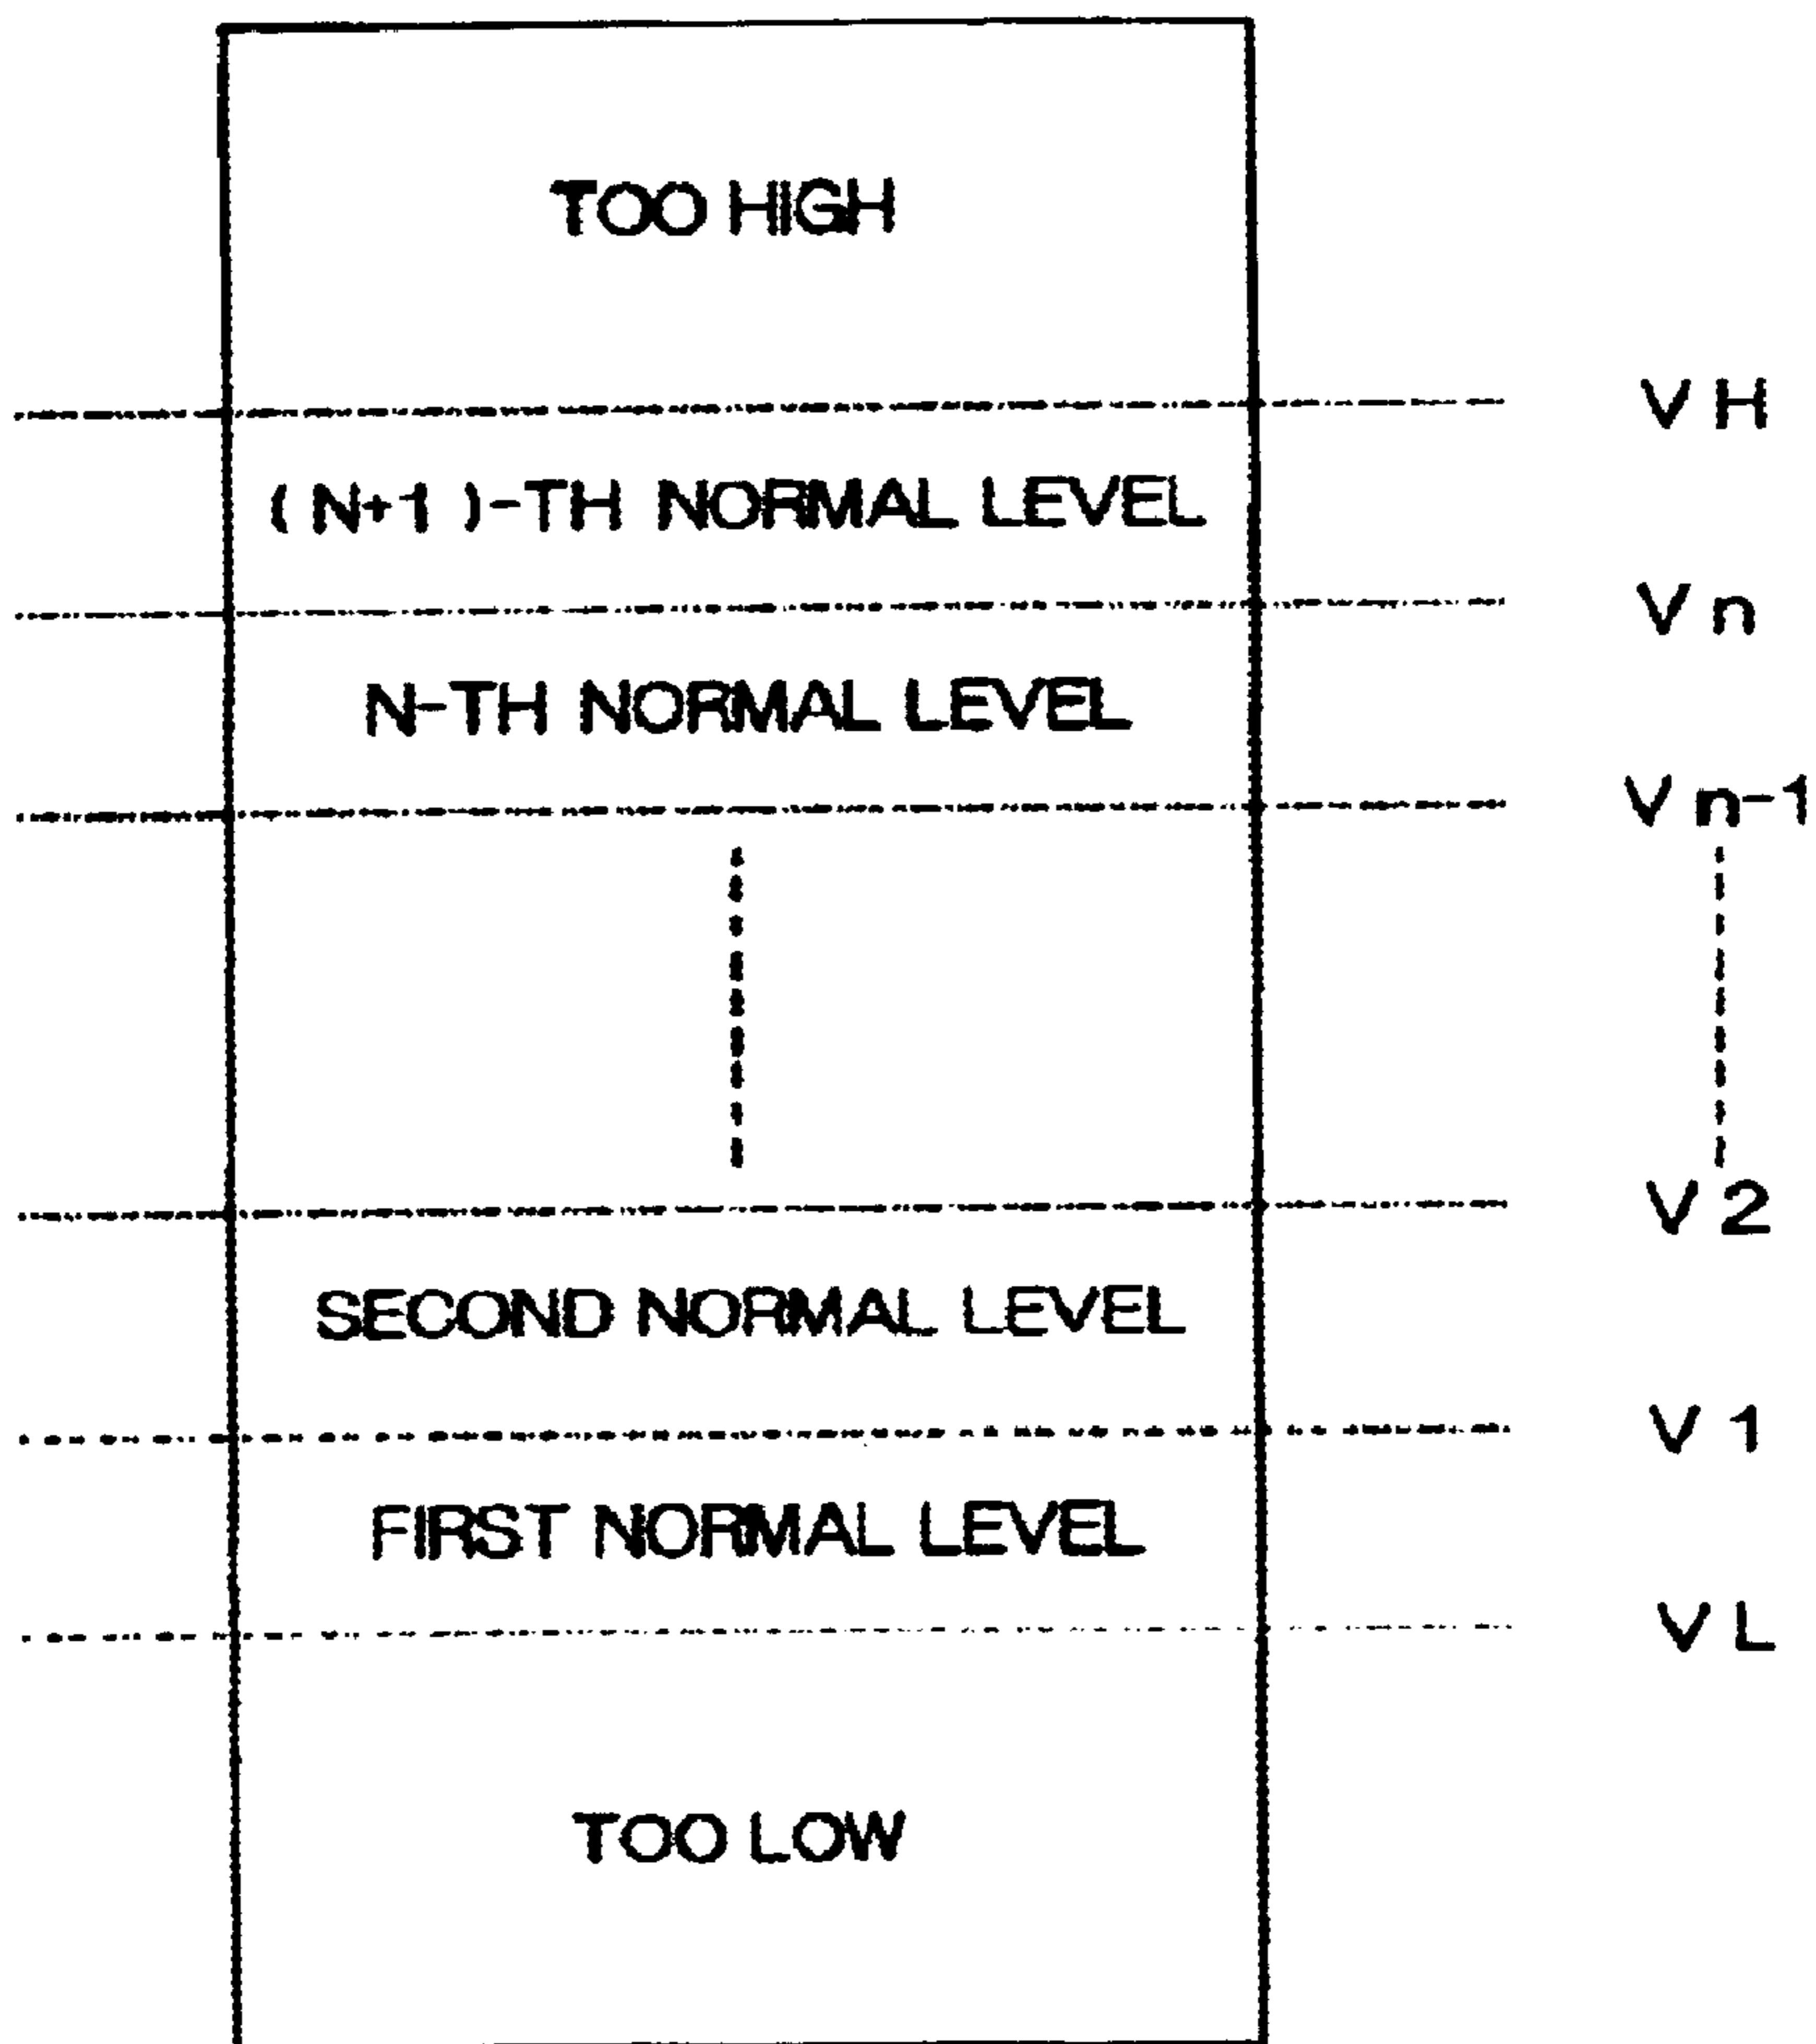 TOO HIGH
VH
(N+1)-TH NORMAL LEVEL
Vn
N-TH NORMAL LEVEL
Vn-1
V2
SECOND NORMAL LEVEL
V1
FIRST NORMAL LEVEL
VL
TOO LOW